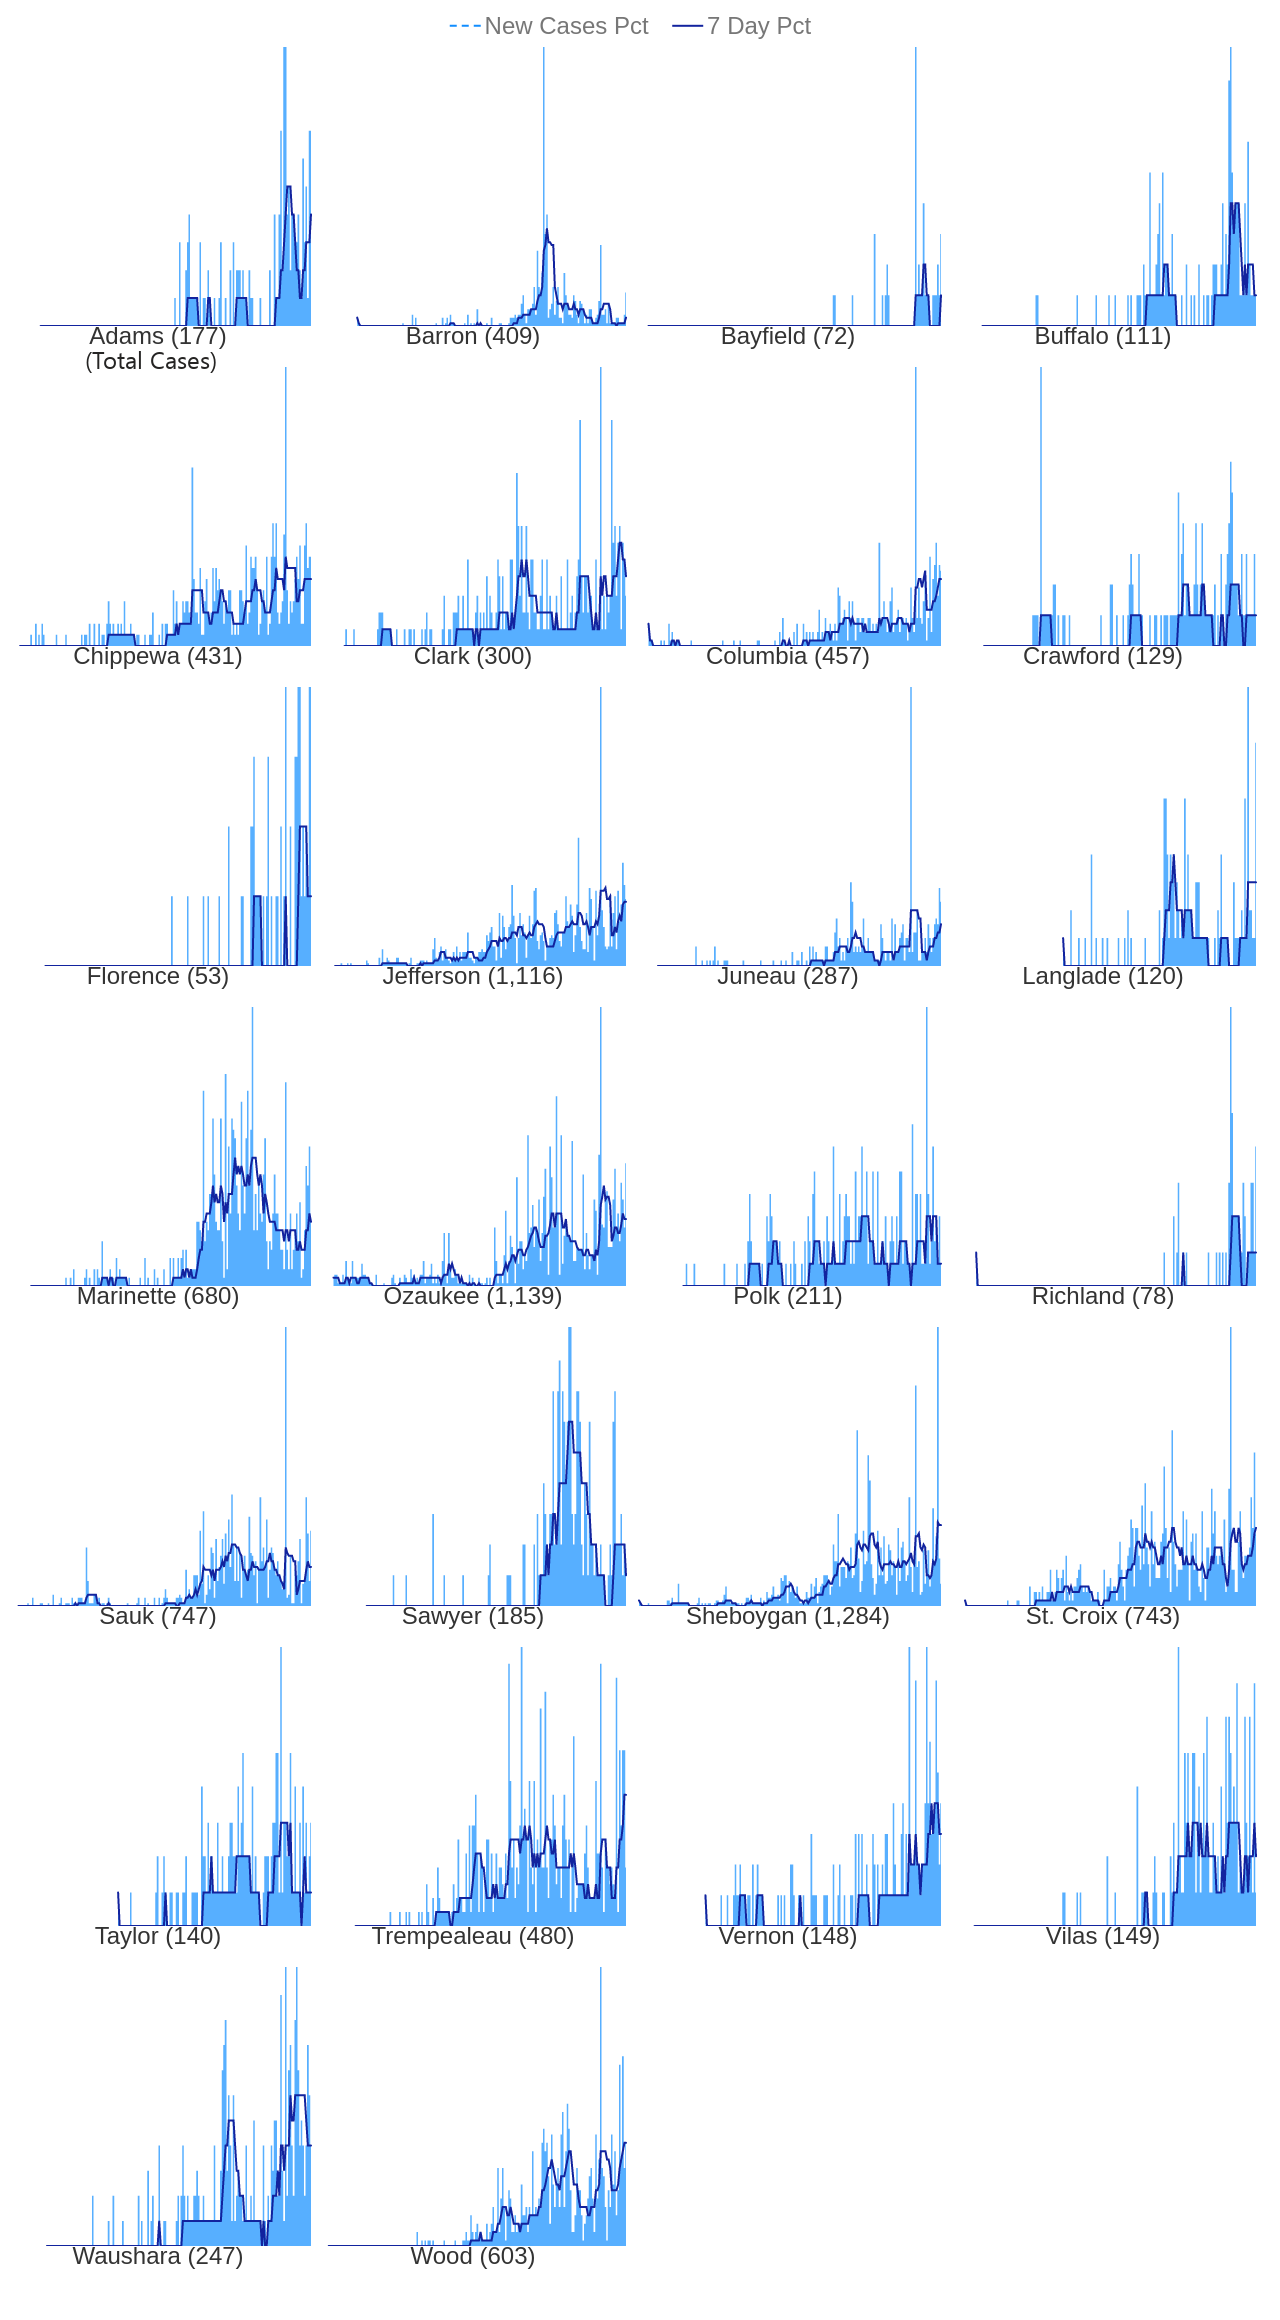 New Cases Pct 7 Day Pct
Adams (177) Barron (409) Bayfield (72) Buffalo (111)
(Total Cases)
Chippewa (431) Clark (300) Columbia (457) Crawford (129)
Florence (53) Jefferson (1,116) Juneau (287) Langlade (120)
Marinette (680) Ozaukee (1,139) Polk (211) Richland (78)
Sauk (747) Sawyer (185) Sheboygan (1,284) St. Croix (743)
Taylor (140) Trempealeau (480) Vernon (148) Vilas (149)
Waushara (247) Wood (603)